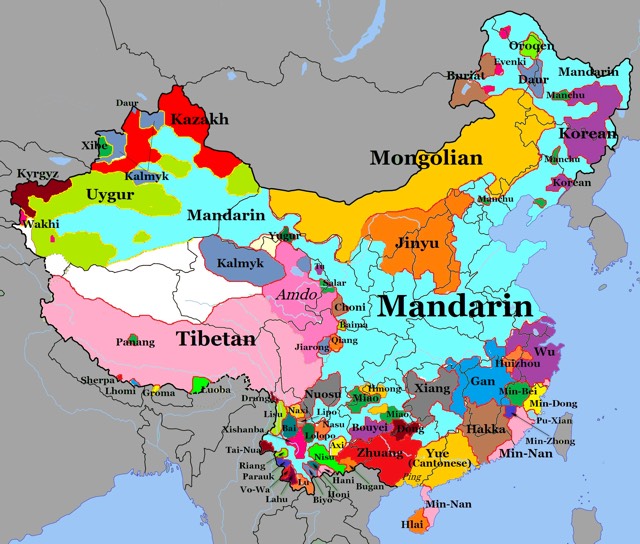 Oroqen
Evenki
Mandarin
Buriat
Daur
Manchu
Daur
Kazakh
Korean
Xibe
Mongolian
Manchu
Kyrgyz
Kalmyk
Korean
Uygur
Manchu
Mandarin
Wakhi
Yugur
Jinyu
Kalmyk
Tu
Salar
Amdo
Choni
Mandarin
Baima
Panang
Tibetan
Qiang
Jiarong
Wu
Huizhou
Sherpa
Lhomi
Groma
Luoba
Nuosu
Hmong
Xiang
Gan
Min-Bei
Drung
Miao
Min-Dong
Lisu
Naxi
Lipo
Miao
Pu-Xian
Xishanba
Bai
Nasu
Bouyei
Dong
Hakka
Min-Zhong
Lolopo
Tai-Nua
Axi
Zhuang
Yue
Min-Nan
Riang
Nisu
(Cantonese)
Parauk
Lu
Hani
Ping
Vo-Wa
Bugan
Honi
Lahu
Biyo
Min-Nan
Hlai